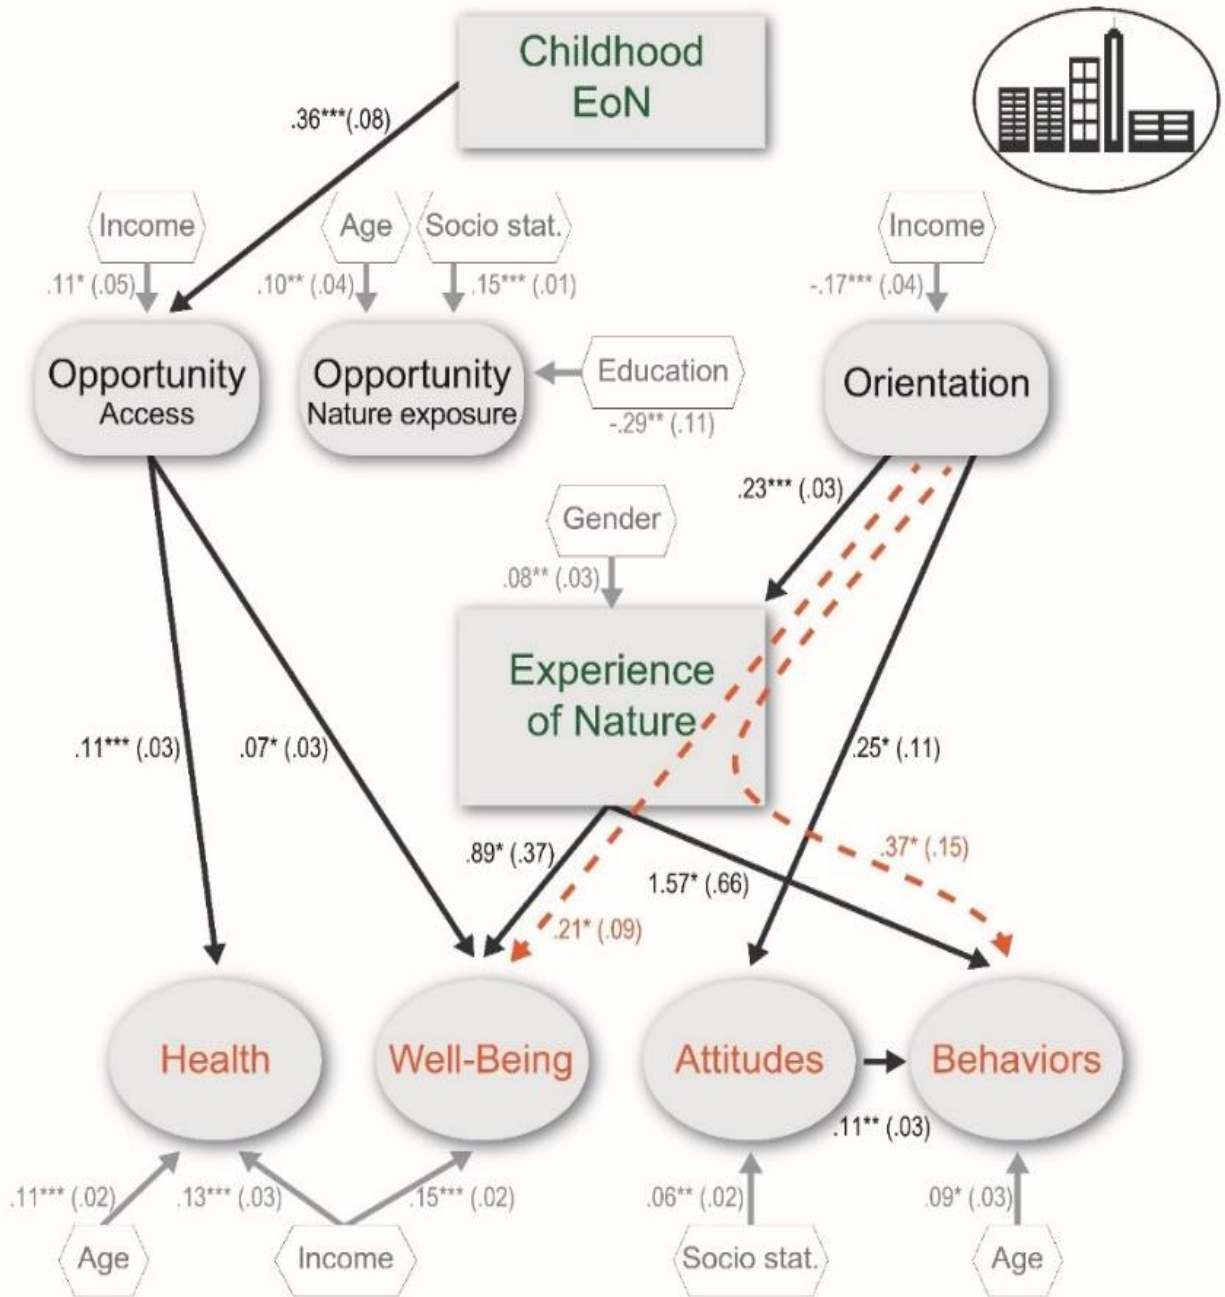 Childhood
EoN
.36***(.08)
Income
Age
Socio stat.
Income
.11* (.05)
.10** (.04)
.15*** (.01)
-.17*** (.04)
Opportunity
Access
Opportunity
Nature exposure
Education
-.29** (.11)
Orientation
.23*** (.03)
Gender
.08** (.03)
Experience
of Nature
.11*** (.03)
.07* (.03)
.25* (.11)
.89* (.37)
1.57* (.66)
.37* (.15)
.21* (.09)
Health
Well-Being
Attitudes
Behaviors
.11** (.03)
.11*** (.02)
.13*** (.03)
.15*** (.02)
.06** (.02)
.09* (.03)
Age
Income
Socio stat.
Age